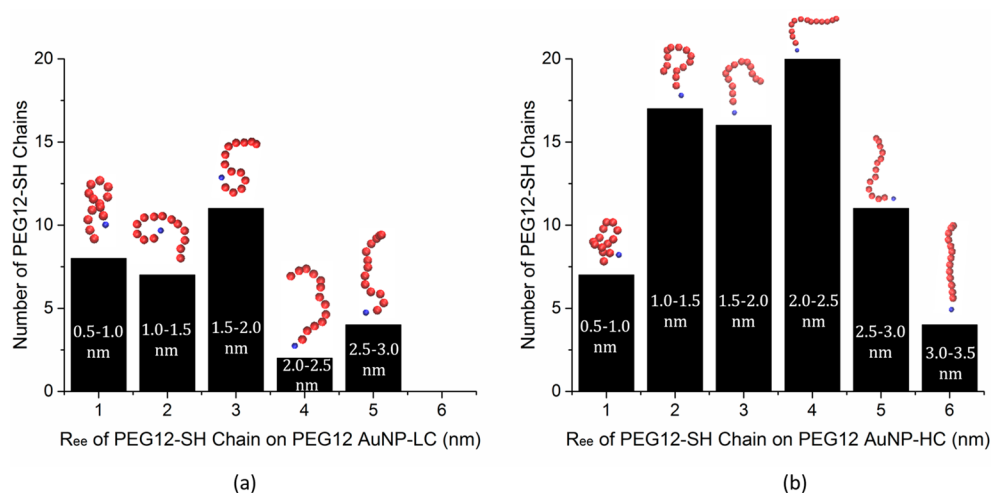 20
15
10
5
0
Number of PEG12-SH Chains
0.5-1.0
nm
1.0-1.5
nm
1.5-2.0
nm
2.0-2.5
nm
2.5-3.0
nm
1 2 3 4 5 6
Ree of PEG12-SH Chain on PEG12 AuNP-LC (nm)
(a)
20
15
10
5
0
Number of PEG12-SH Chains
0.5-1.0
nm
1.0-1.5
nm
1.5-2.0
nm
2.0-2.5
nm
2.5-3.0
nm
3.0-3.5
nm
1 2 3 4 5 6
Ree of PEG12-SH Chain on PEG12 AuNP-HC (nm)
(b)